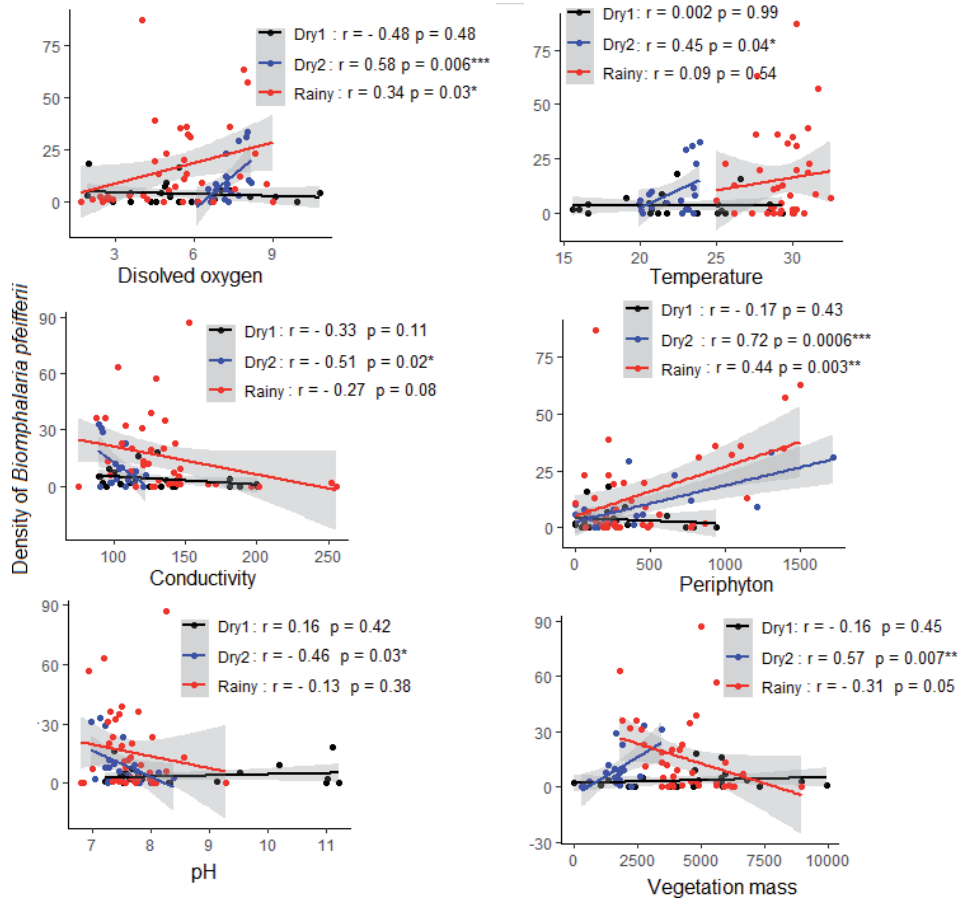 Density of Biomphalaria pfeifferii
75
50
25
0
Dry1 : r = - 0.48 p = 0.48
Dry2 : r = 0.58 p = 0.006***
Rainy : r = 0.34 p = 0.03*
3 6 9
Disolved oxygen
75
50
25
0
Dry1 : r = 0.002 p = 0.99
Dry2 : r = 0.45 p = 0.04*
Rainy : r = 0.09 p = 0.54
15 20 25 30
Temperature
90
60
30
0
Dry1 : r = - 0.33 p = 0.11
Dry2 : r = - 0.51 p = 0.02*
Rainy : r = - 0.27 p = 0.08
100 150 200 250
Conductivity
75
50
25
0
Dry1 : r = - 0.17 p = 0.43
Dry2 : r = 0.72 p = 0.0006***
Rainy : r = 0.44 p = 0.003**
0 500 1000 1500
Periphyton
90
60
30
0
Dry1 : r = 0.16 p = 0.42
Dry2 : r = - 0.46 p = 0.03*
Rainy : r = - 0.13 p = 0.38
7 8 9 10 11
pH
90
60
30
0
-30
Dry1 : r = - 0.16 p = 0.45
Dry2 : r = 0.57 p = 0.007**
Rainy : r = - 0.31 p = 0.05
0 2500 5000 7500 10000
Vegetation mass